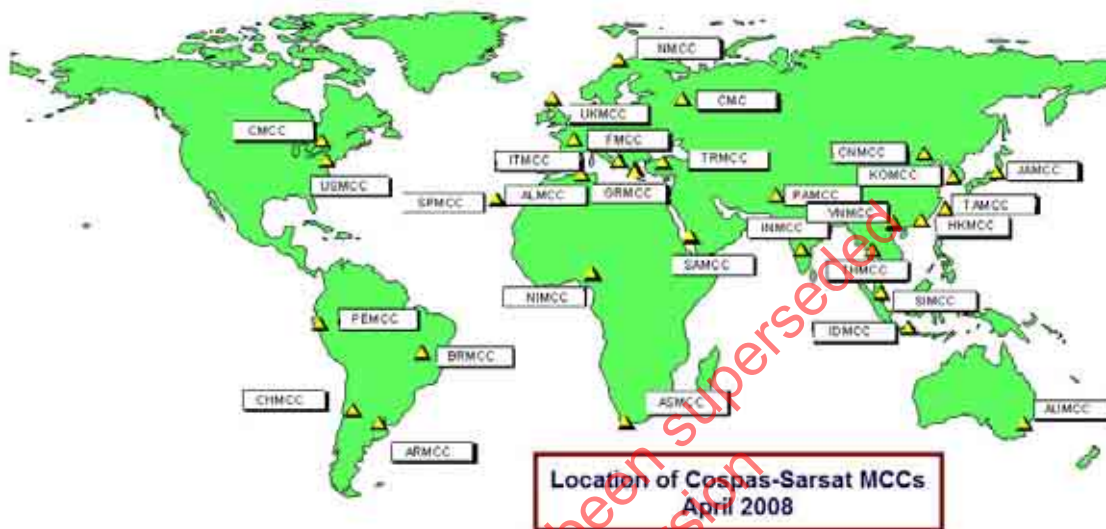 NMCC
CMC
UKMCC
CMCC
FMCC
ITMCC
TRMCC
CNMCC
KOMCC
JAMCC
USMCC
SPMCC
ALMCC
GRMCC
PAMCC
TAMCC
VNMCC
INMCC
HKMCC
SAMCC
THMCC
NIMCC
SIMCC
PEMCC
IDMCC
BRMCC
CHMCC
ASMCC
AUMCC
ARMCC
Location of Cospas-Sarsat MCCs
April 2008
been superseded